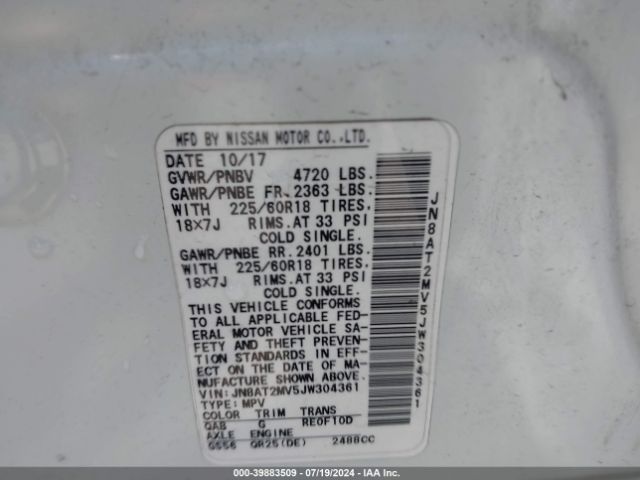 MFD BY NISSAN MOTOR CO.,LTD.
DATE 10/17
GVWR/PNBV 4720 LBS.
GAWR/PNBE FR. 2363 LBS.
WITH 225/60R18 TIRES.
18X7J RIMS.AT 33 PSI
COLD SINGLE.
GAWR/PNBE RR. 2401 LBS.
WITH 225/60R18 TIRES.
18X7J RIMS.AT 33 PSI
COLD SINGLE.
THIS VEHICLE CONFORMS
TO ALL APPLICABLE FED-
ERAL MOTOR VEHICLE SA-
FETY AND THEFT PREVEN-
TION STANDARDS IN EFF-
ECT ON THE DATE OF MA-
NUFACTURE SHOWN ABOVE.
VIN: JN8AT2MV5JW304361
TYPE: MPV
COLOR TRIM TRANS
QAB G RE0F10D
AXLE ENGINE
GS56 QR25(DE) 2488CC
JN8AT2MV5JW304361
000-39883509 / 07/19/2024 / IAA Inc.